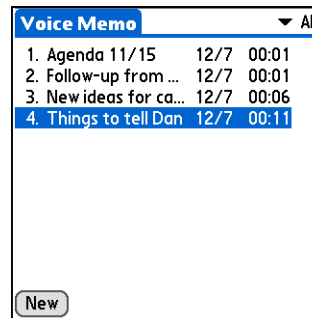 Voice Memo
1. Agenda 11/15 12/7 00:01
2. Follow-up from ... 12/7 00:01
3. New ideas for ca... 12/7 00:06
4. Things to tell Dan 12/7 00:11
New